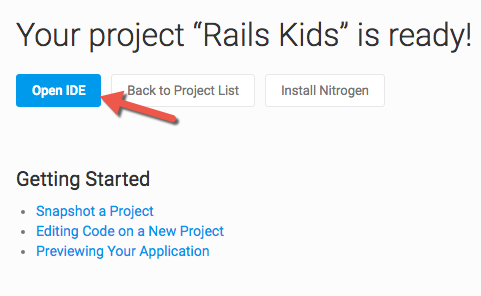 Your project “Rails Kids” is ready!
Open IDE Back to Project List Install Nitrogen
Getting Started
Snapshot a Project
Editing Code on a New Project
Previewing Your Application